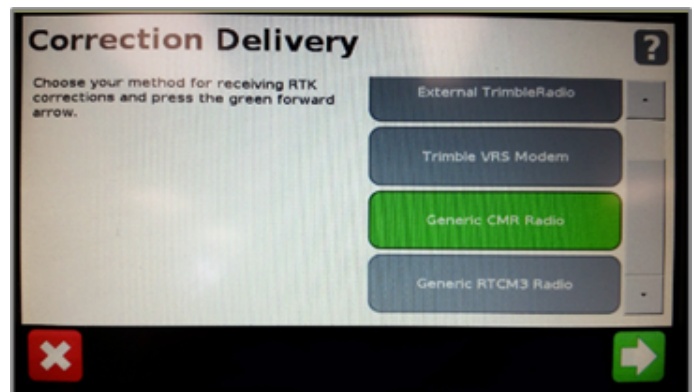 Correction Delivery
?
Choose your method for receiving RTK
corrections and press the green forward
arrow.
External TrimbleRadio
Trimble VRS Modem
Generic CMR Radio
Generic RTCM3 Radio